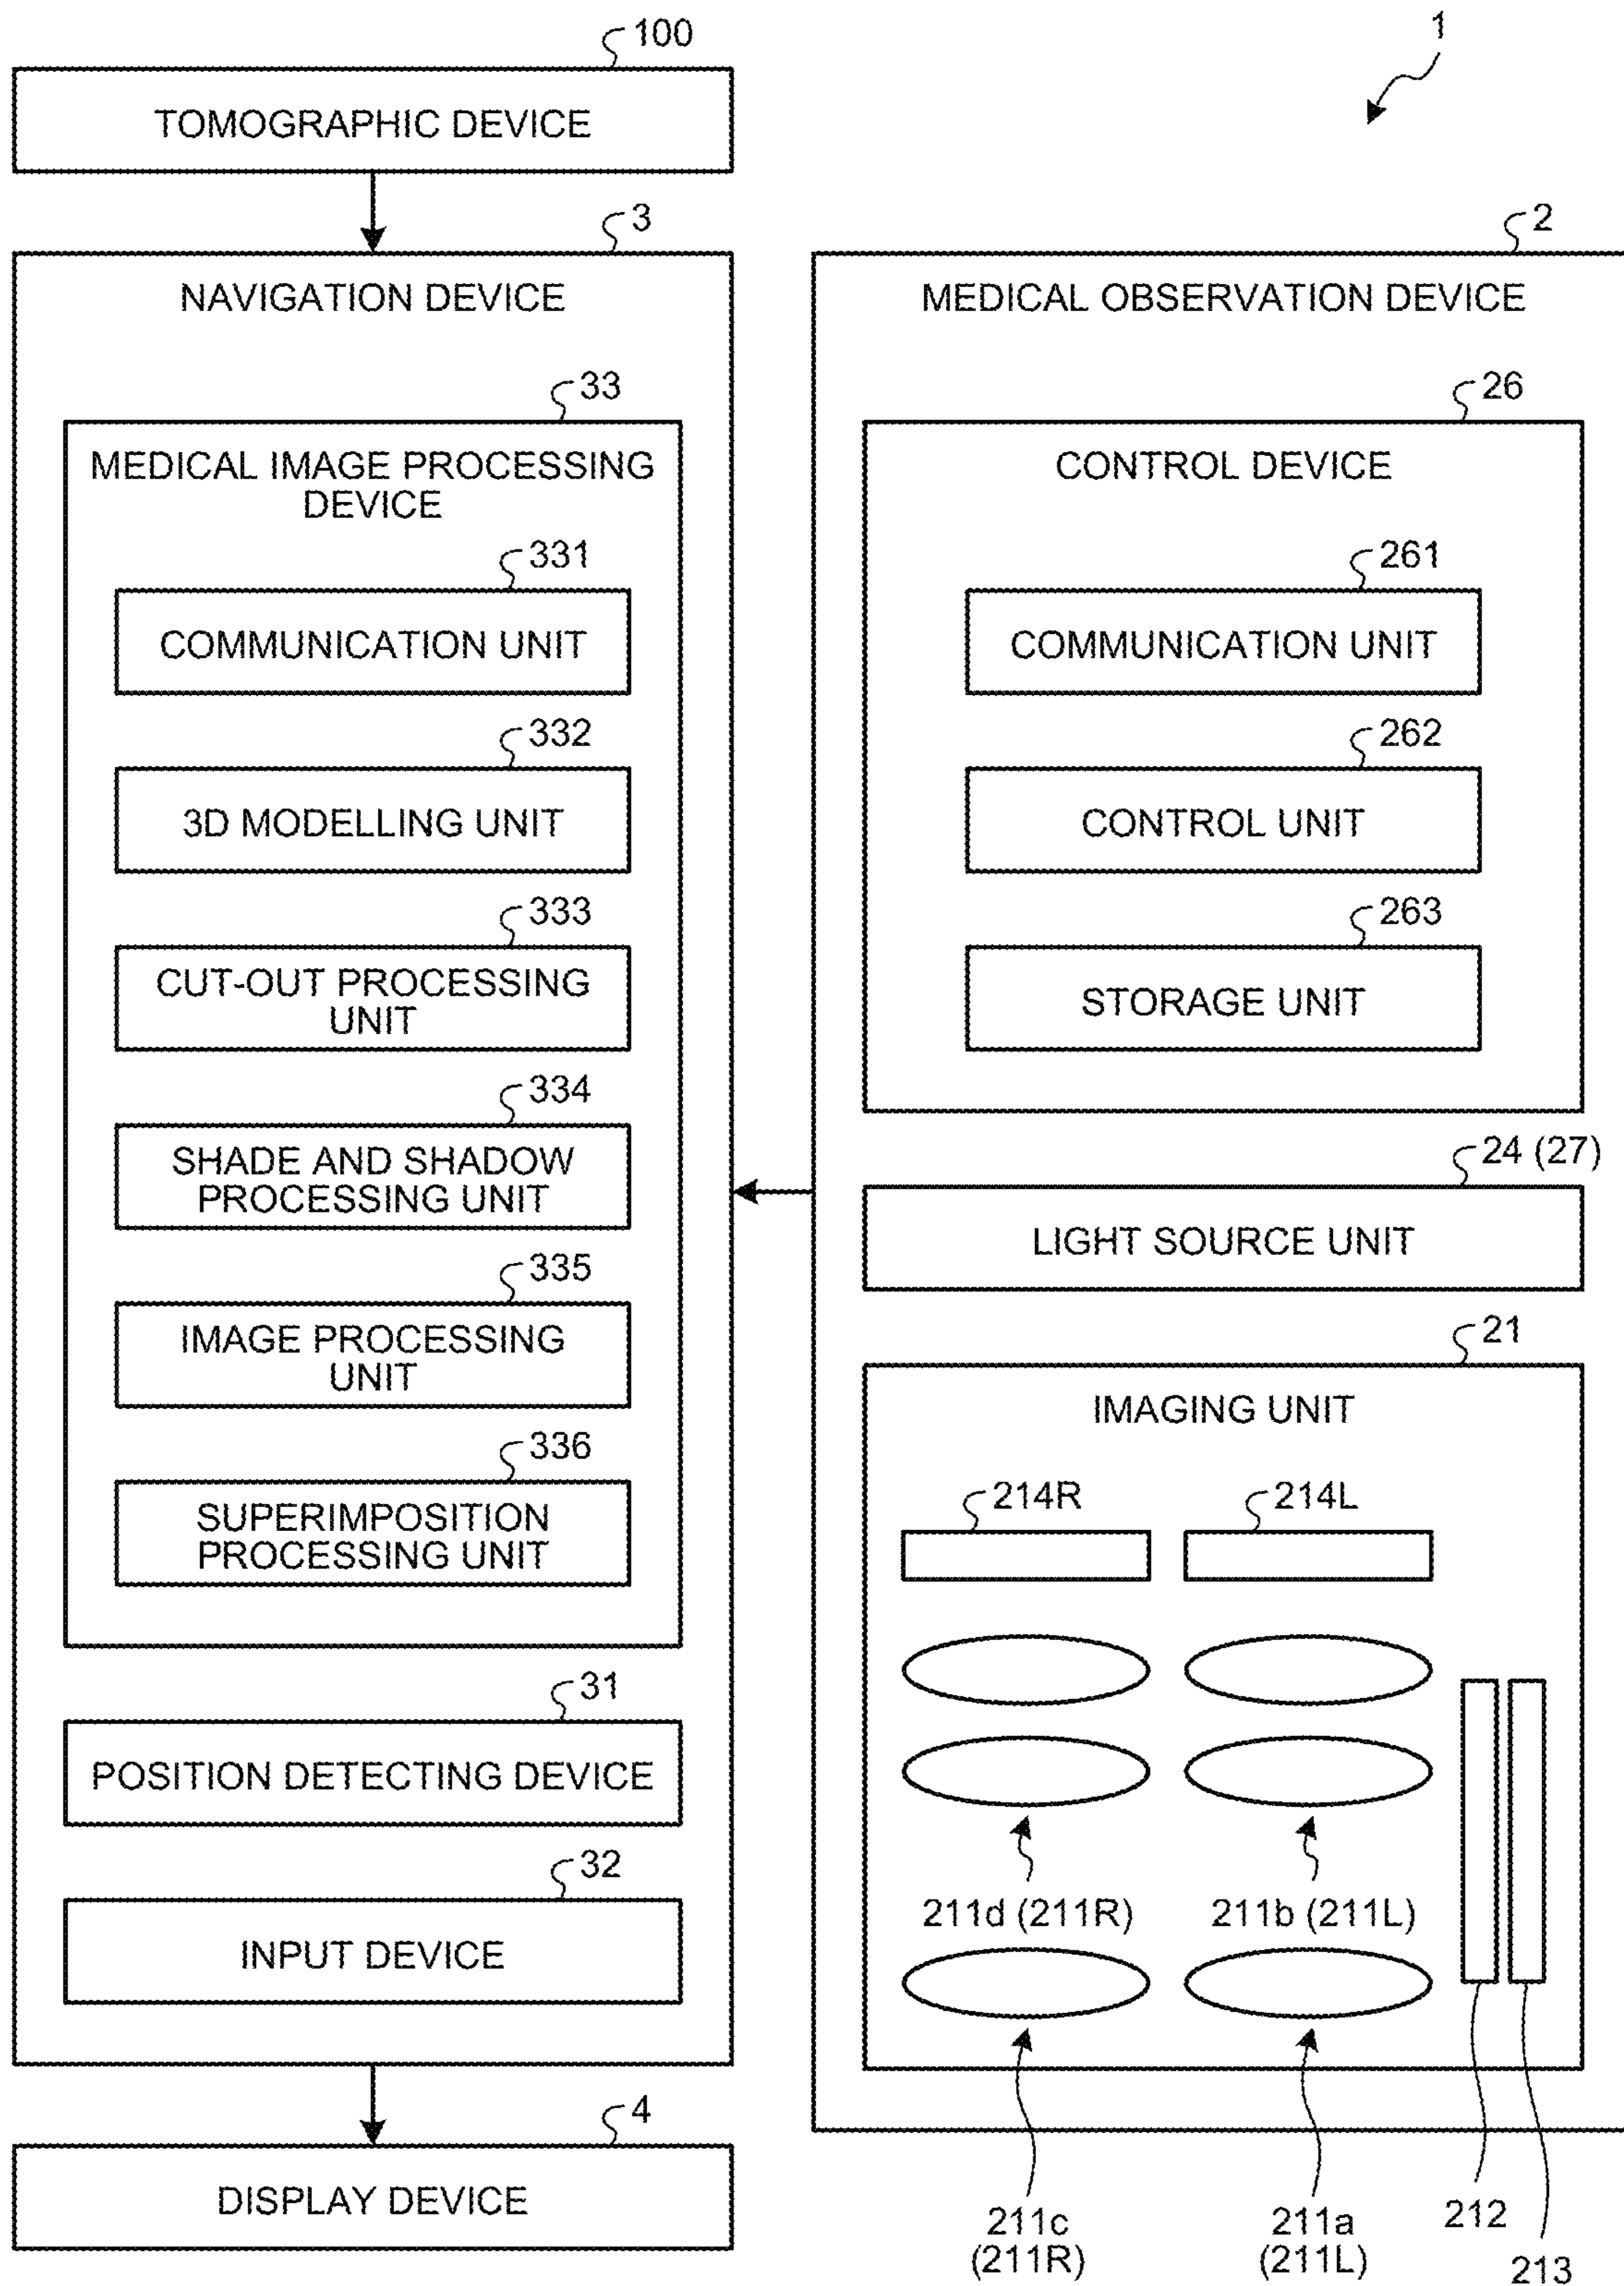 100
TOMOGRAPHIC DEVICE
1
3
NAVIGATION DEVICE
33
MEDICAL IMAGE PROCESSING
DEVICE
331
COMMUNICATION UNIT
332
3D MODELLING UNIT
333
CUT-OUT PROCESSING
UNIT
334
SHADE AND SHADOW
PROCESSING UNIT
335
IMAGE PROCESSING
UNIT
336
SUPERIMPOSITION
PROCESSING UNIT
31
POSITION DETECTING DEVICE
32
INPUT DEVICE
4
DISPLAY DEVICE
2
MEDICAL OBSERVATION DEVICE
26
CONTROL DEVICE
261
COMMUNICATION UNIT
262
CONTROL UNIT
263
STORAGE UNIT
24 (27)
LIGHT SOURCE UNIT
21
IMAGING UNIT
214R
214L
211d (211R)
211b (211L)
211c
(211R)
211a
(211L)
212
213